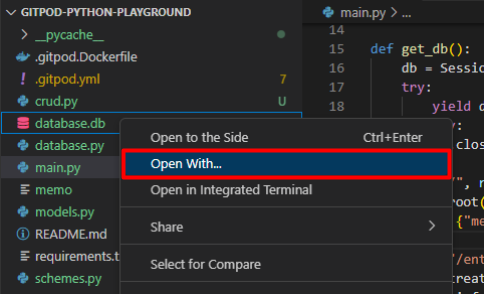 GITPOD-PYTHON-PLAYGROUND
__pycache__
.gitpod.Dockerfile
.gitpod.yml 7
crud.py U
database.db
database.py
main.py
memo
models.py
README.md
requirements.t
schemes.py
Open to the Side Ctrl+Enter
Open With...
Open in Integrated Terminal
Share
Select for Compare
main.py > ...
14
15 def get_db():
16 db = Sessio
17 try:
18 yield d
y:
clos
/", r
root(
{"me
//ent
creat